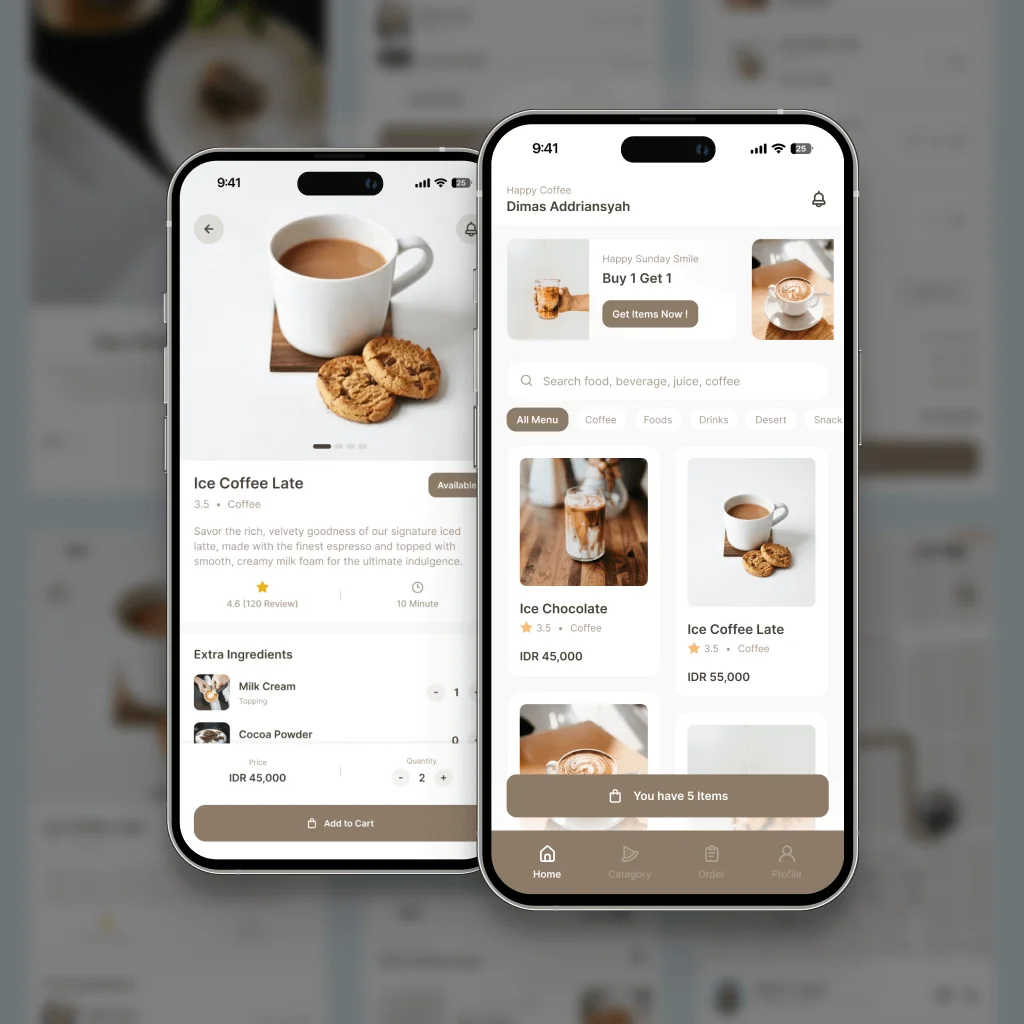 9:41
25
Ice Coffee Late
Available
3.5 • Coffee
Savor the rich, velvety goodness of our signature iced
latte, made with the finest espresso and topped with
smooth, creamy milk foam for the ultimate indulgence.
4.6 (120 Review)
10 Minute
Extra Ingredients
Milk Cream
Topping
- 1
Cocoa Powder
0
Price
IDR 45,000
Quantity
- 2 +
Add to Cart
9:41
25
Happy Coffee
Dimas Addriansyah
Happy Sunday Smile
Buy 1 Get 1
Get Items Now !
Search food, beverage, juice, coffee
All Menu Coffee Foods Drinks Desert Snack
Ice Chocolate
3.5 • Coffee
IDR 45,000
Ice Coffee Late
3.5 • Coffee
IDR 55,000
You have 5 Items
Home Category Order Profile